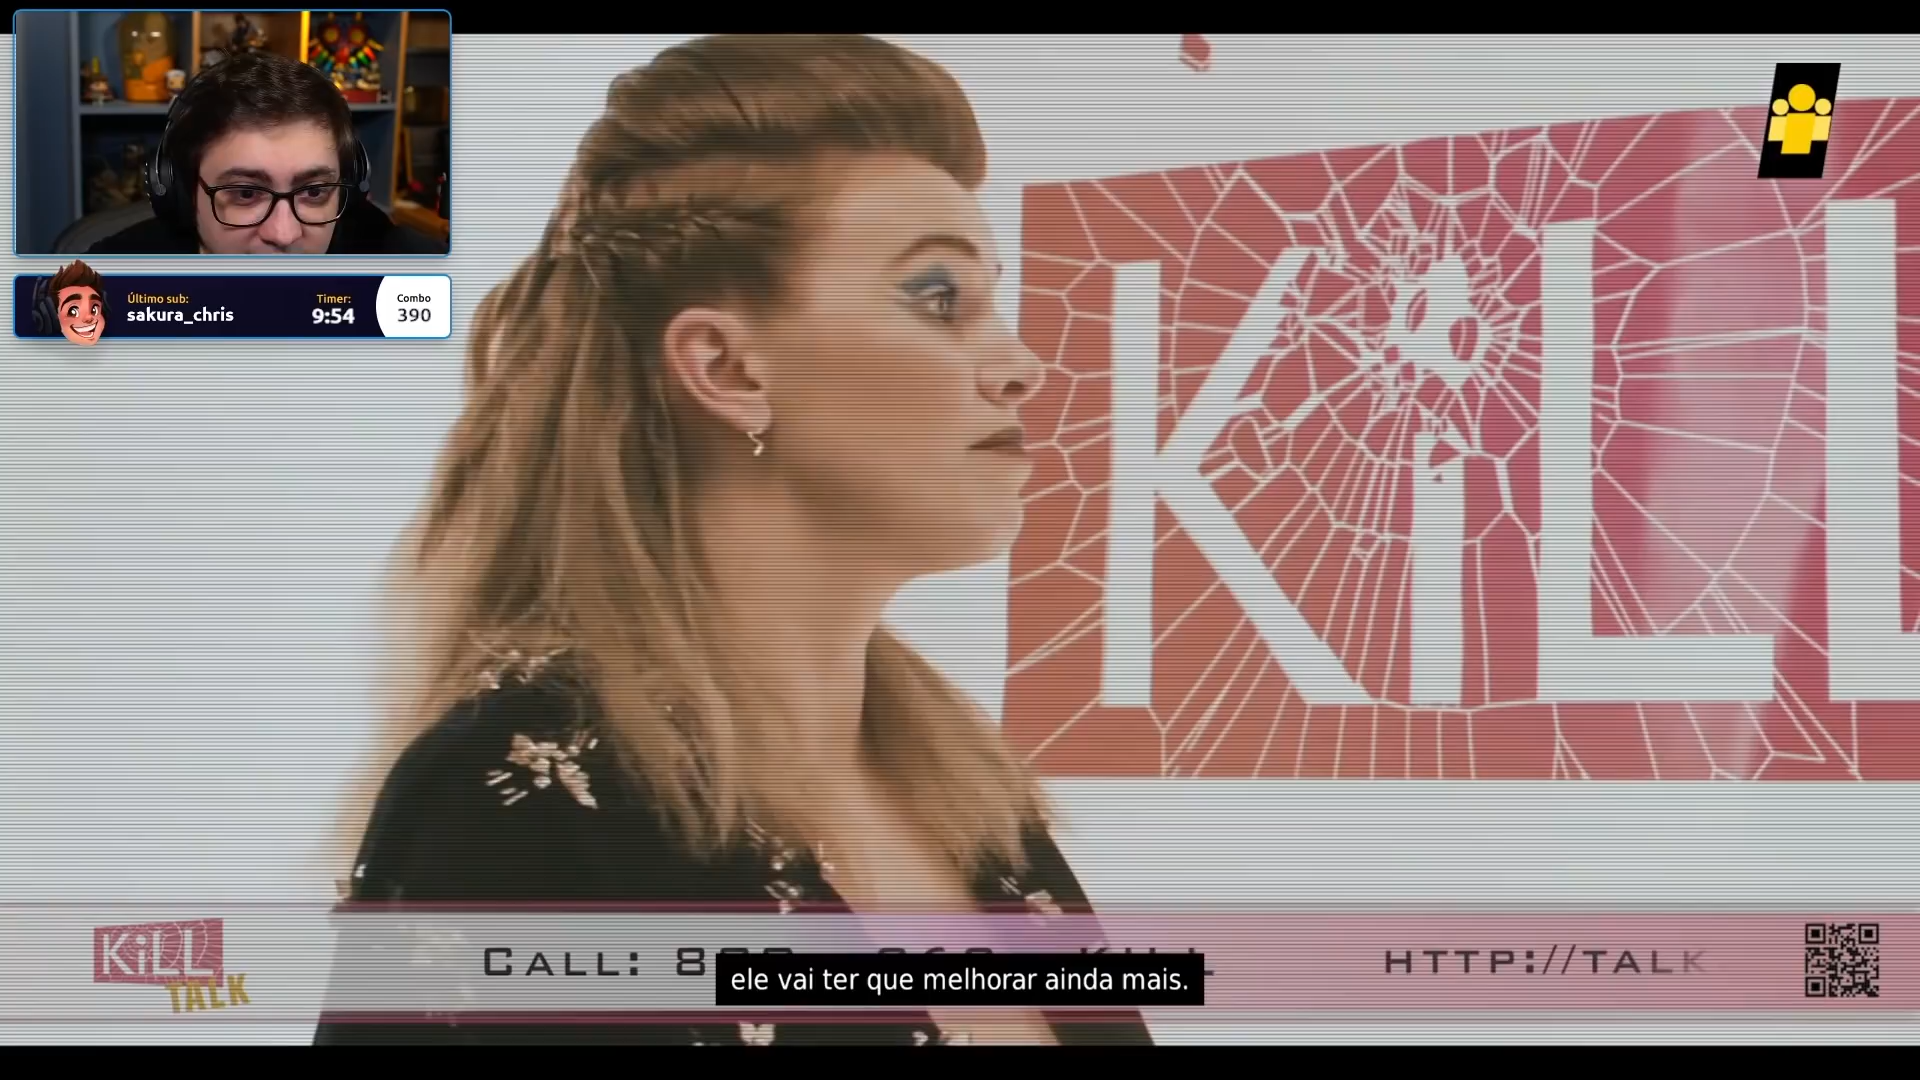 Último sub:
sakura_chris
Timer:
9:54
Combo
390
KiLL
KiLL
TALK
CALL:
KILL
HTTP://TALK
ele vai ter que melhorar ainda mais.